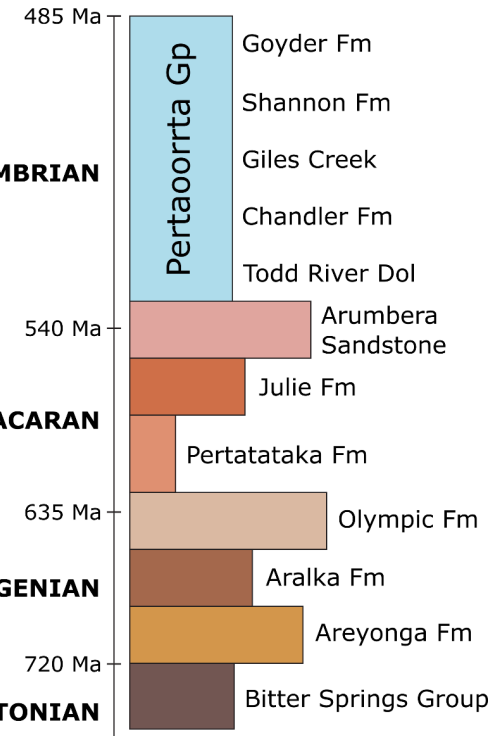 485 Ma
Goyder Fm
Pertaoorrta Gp
Shannon Fm
Giles Creek
MBRIAN
Chandler Fm
Todd River Dol
Arumbera
540 Ma
Sandstone
Julie Fm
ACARAN
Pertatataka Fm
635 Ma
Olympic Fm
Aralka Fm
GENIAN
Areyonga Fm
720 Ma
Bitter Springs Group
TONIAN